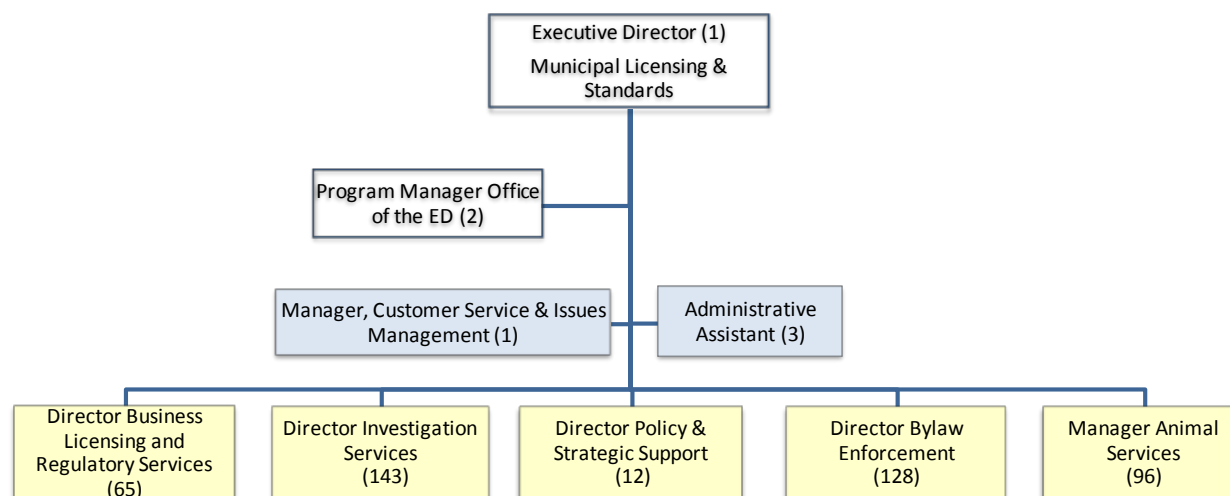 Executive Director (1)
Municipal Licensing &
Standards
Program Manager Office
of the ED (2)
Manager, Customer Service & Issues
Management (1)
Administrative
Assistant (3)
Director Business
Licensing and
Regulatory Services
(65)
Director Investigation
Services
(143)
Director Policy &
Strategic Support
(12)
Director Bylaw
Enforcement
(128)
Manager Animal
Services
(96)